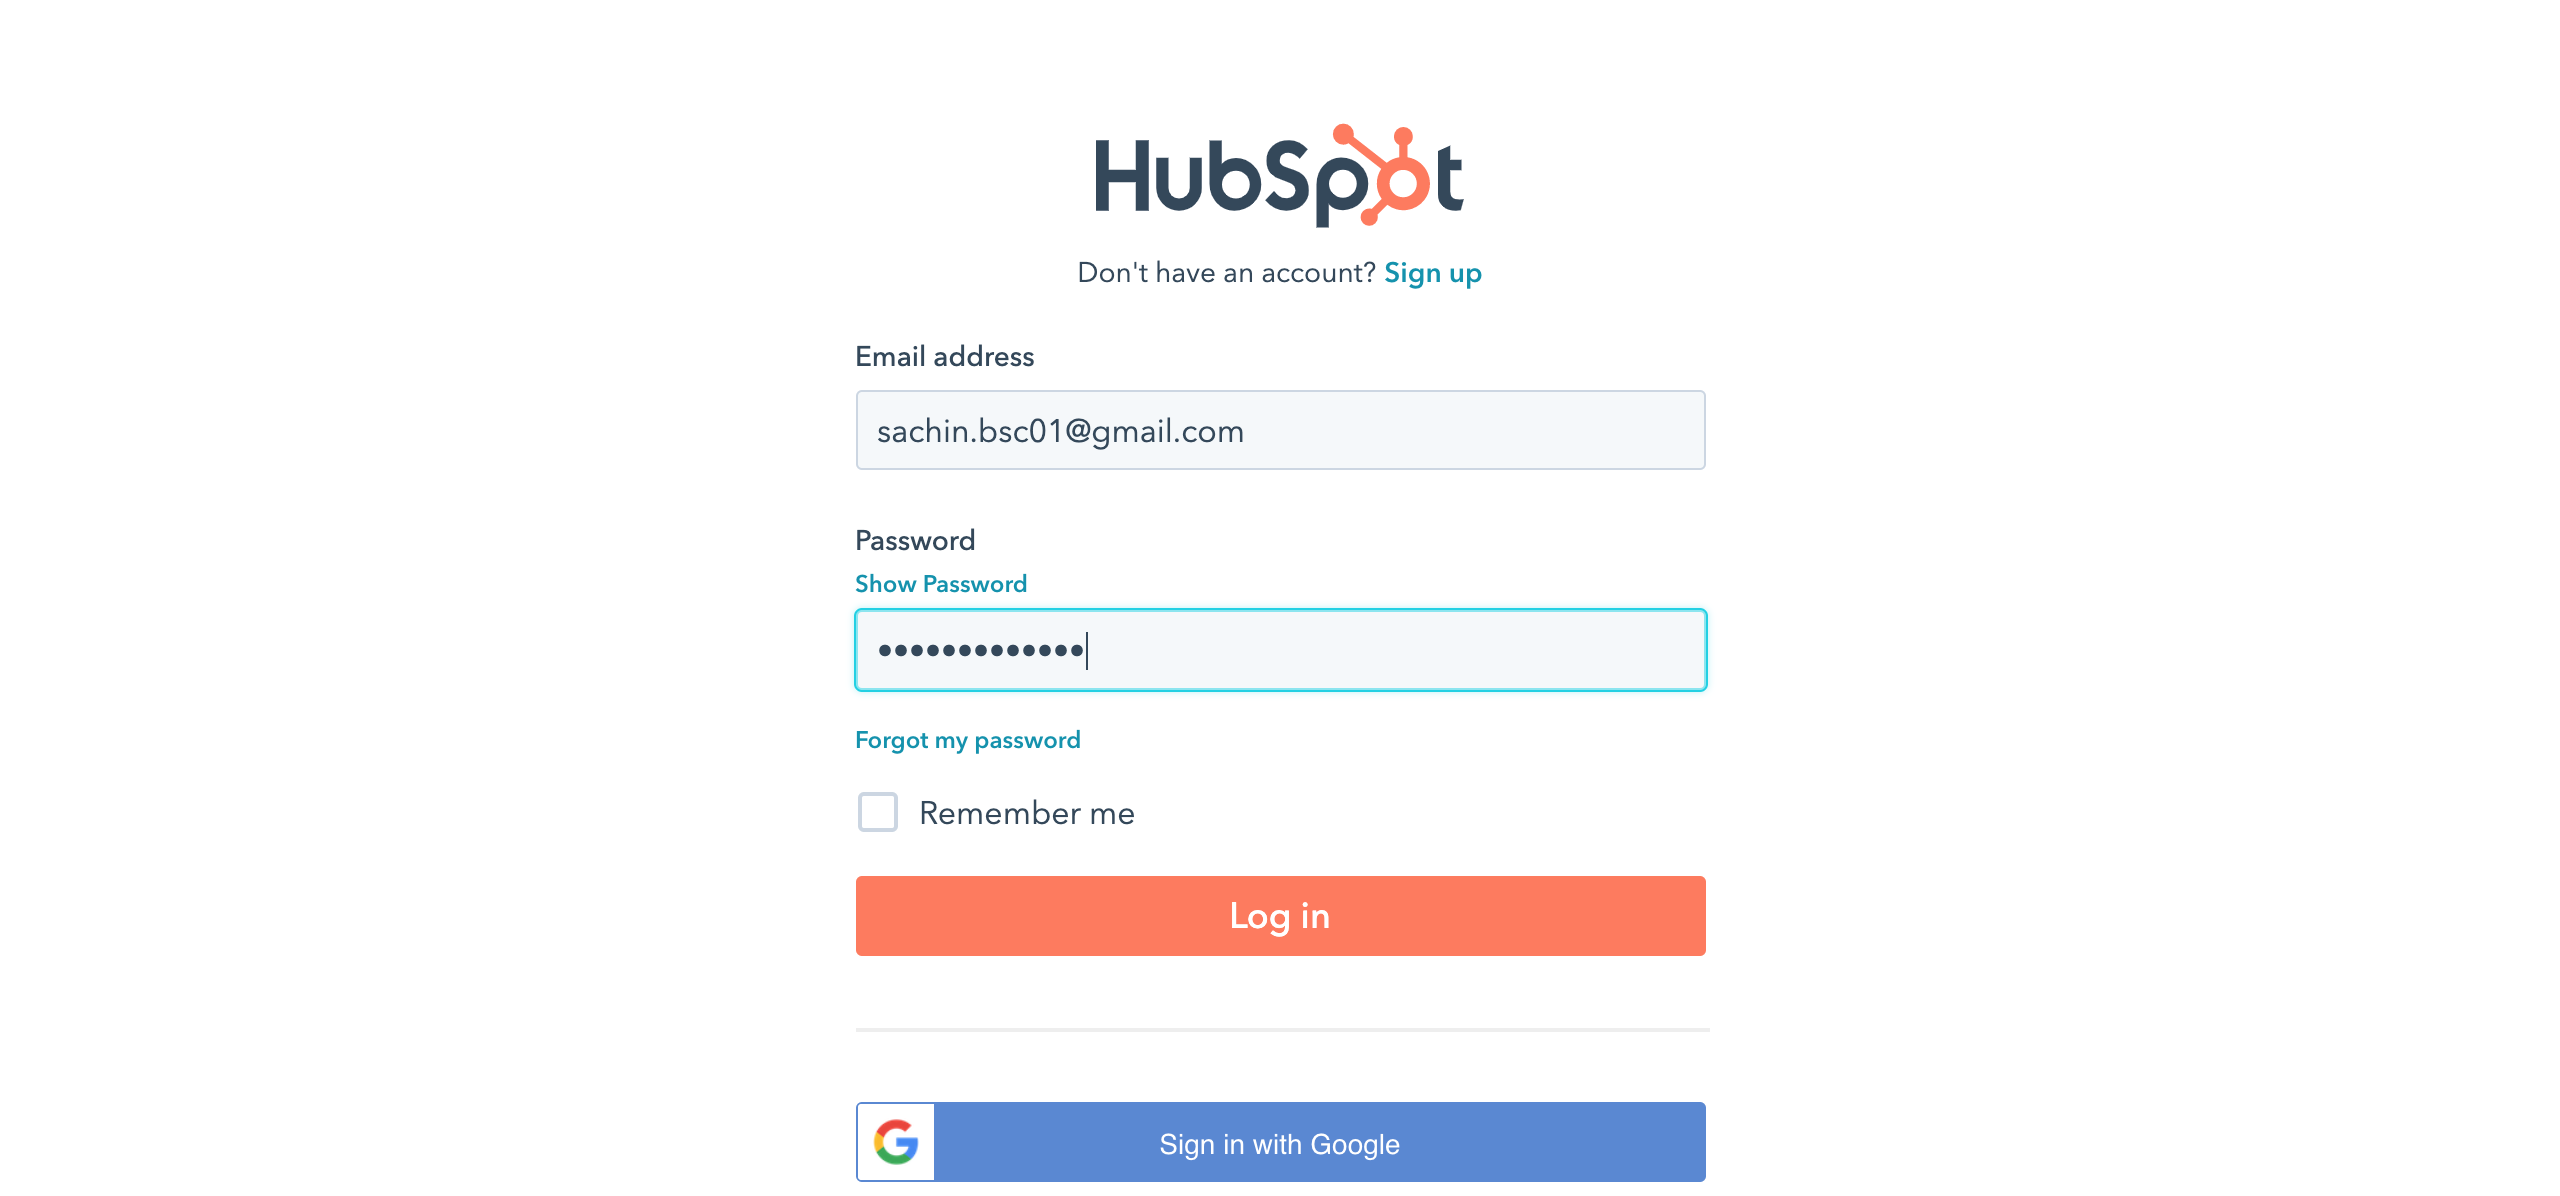 HubSpot
Don't have an account? Sign up
Email address
sachin.bsc01@gmail.com
Password
Show Password
•••••••••••••
Forgot my password
Remember me
Log in
Sign in with Google